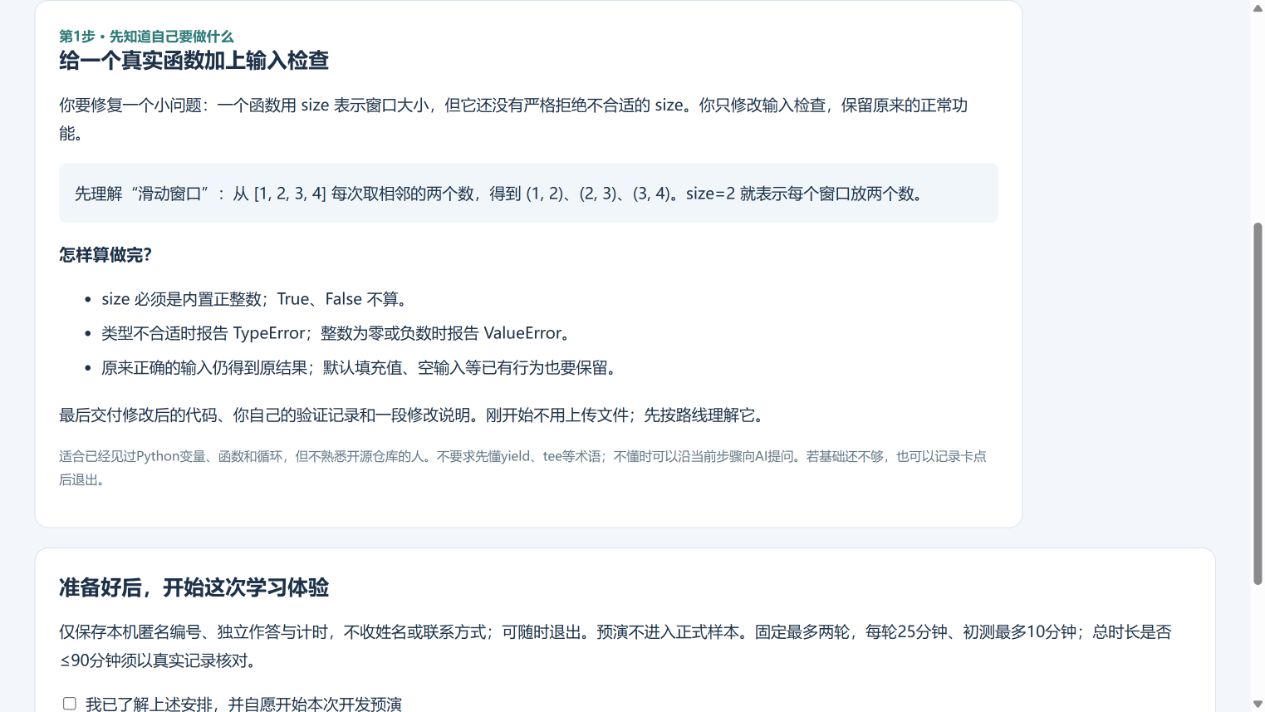 第1步・先知道自己要做什么
给一个真实函数加上输入检查
你要修复一个小问题：一个函数用 size 表示窗口大小，但它还没有严格拒绝不合适的 size。你只修改输入检查，保留原来的正常功
能。
先理解“滑动窗口”：从 [1, 2, 3, 4] 每次取相邻的两个数，得到 (1, 2)、(2, 3)、(3, 4)。size=2 就表示每个窗口放两个数。
怎样算做完？
• size 必须是内置正整数；True、False 不算。
• 类型不合适时报告 TypeError；整数为零或负数时报告 ValueError。
• 原来正确的输入仍得到原结果；默认填充值、空输入等已有行为也要保留。
最后交付修改后的代码、你自己的验证记录和一段修改说明。刚开始不用上传文件；先按路线理解它。
适合已经见过Python变量、函数和循环，但不熟悉开源仓库的人。不要求先懂yield、tee等术语；不懂时可以沿当前步骤向AI提问。若基础还不够，也可以记录卡点
后退出。
准备好后，开始这次学习体验
仅保存本机匿名编号、独立作答与计时，不收姓名或联系方式；可随时退出。预演不进入正式样本。固定最多两轮，每轮25分钟、初测最多10分钟；总时长是否
≤90分钟须以真实记录核对。
我已了解上述安排，并自愿开始本次开发预演